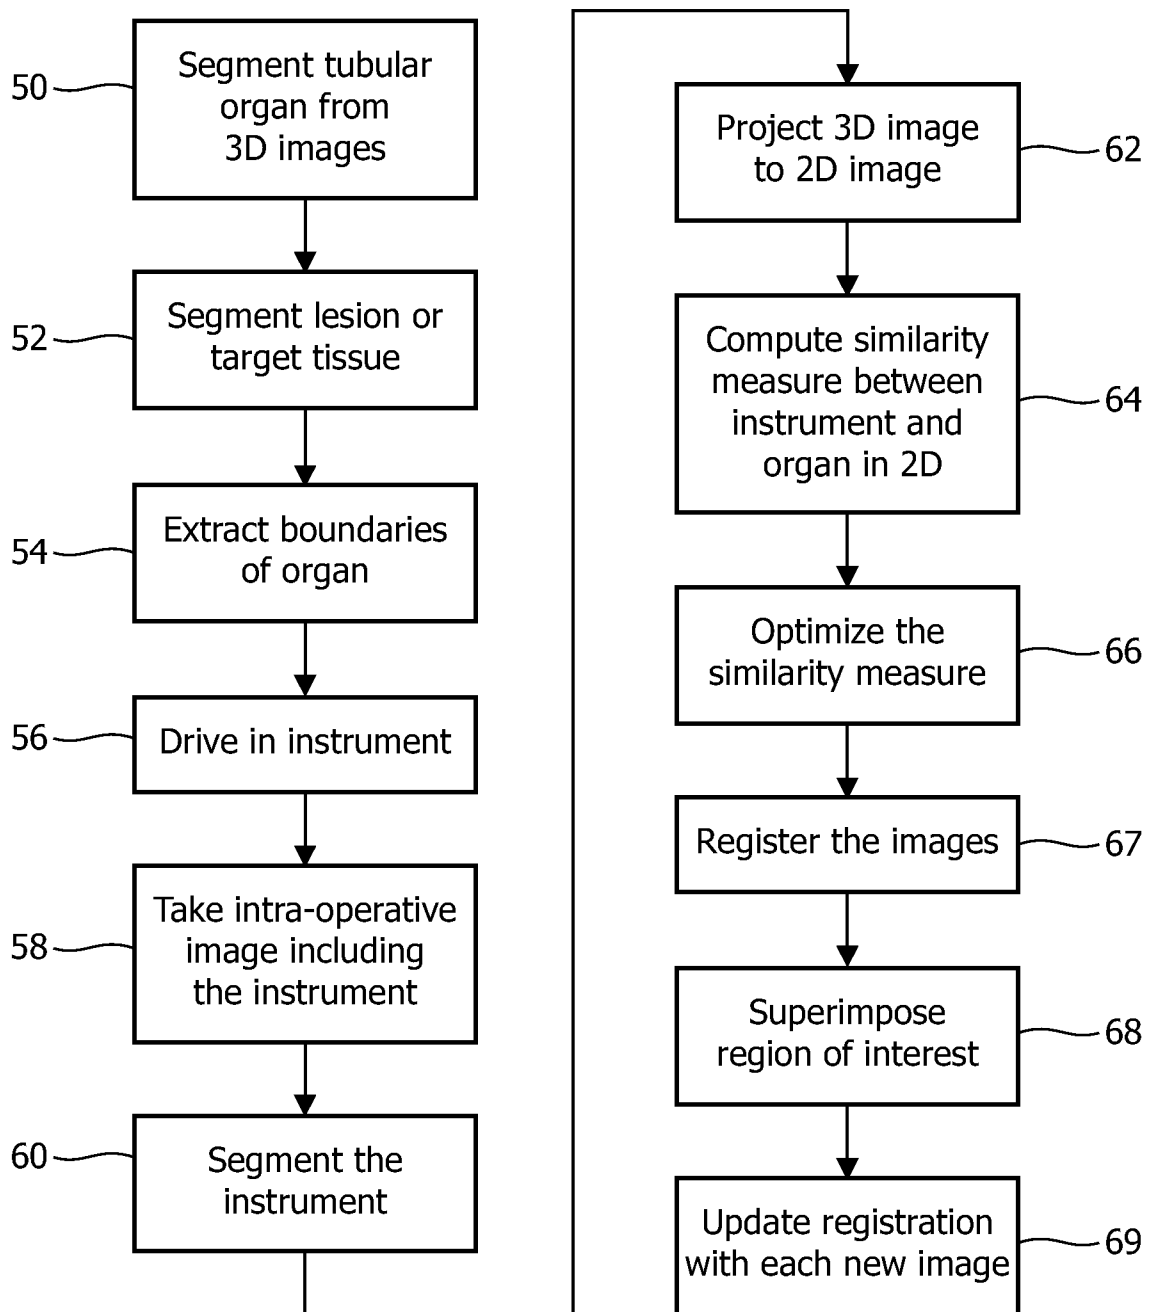 50
Segment tubular
organ from
3D images
52
Segment lesion or
target tissue
54
Extract boundaries
of organ
56
Drive in instrument
58
Take intra-operative
image including
the instrument
60
Segment the
instrument
Project 3D image
to 2D image
62
Compute similarity
measure between
instrument and
organ in 2D
64
Optimize the
similarity measure
66
Register the images
67
Superimpose
region of interest
68
Update registration
with each new image
69